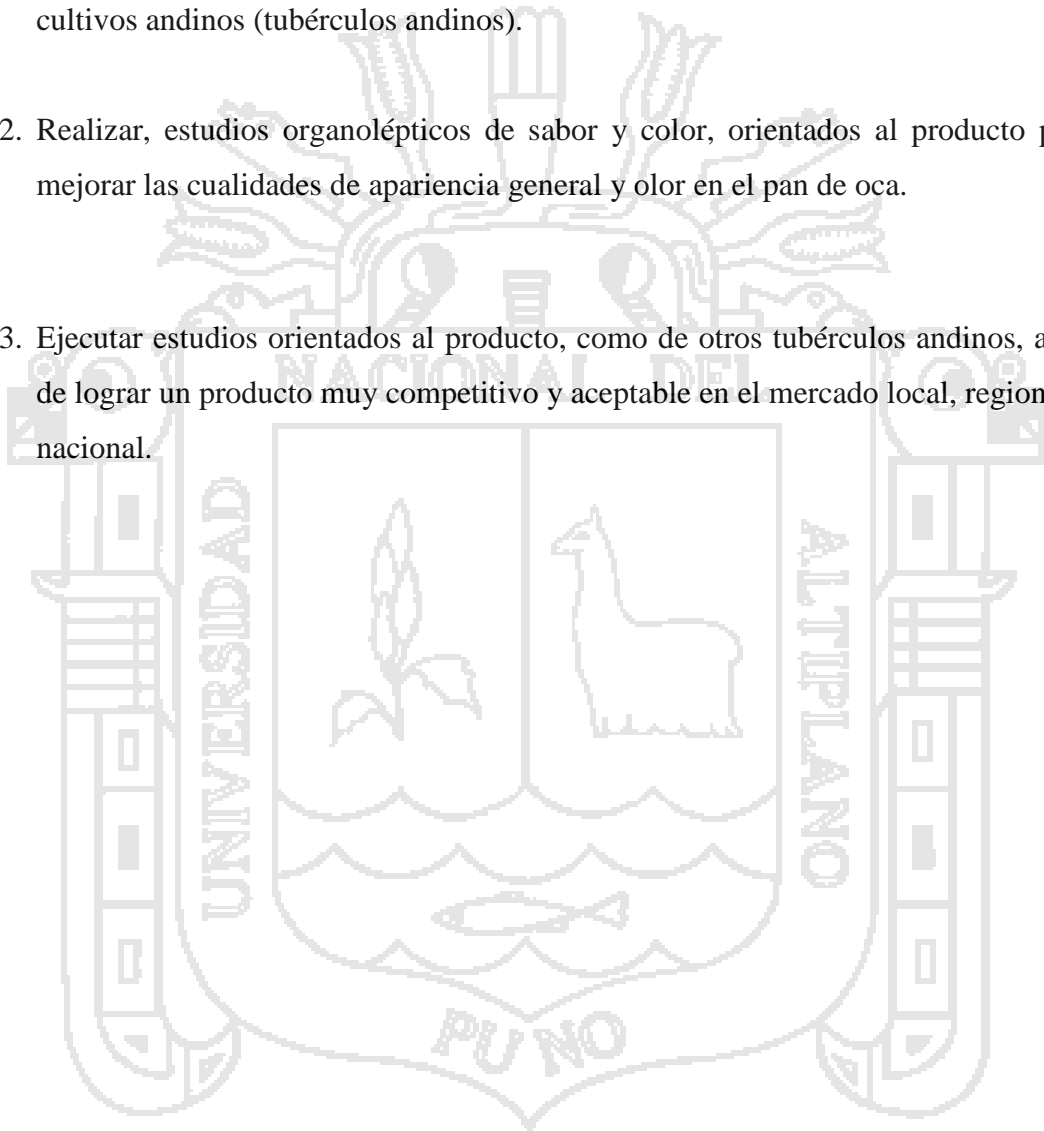 cultivos andinos (tubérculos andinos).
2. Realizar, estudios organolépticos de sabor y color, orientados al producto p
mejorar las cualidades de apariencia general y olor en el pan de oca.
3. Ejecutar estudios orientados al producto, como de otros tubérculos andinos, a
de lograr un producto muy competitivo y aceptable en el mercado local, region
nacional.
NACIONAL DEL
UNIVERSIDAD
ALTIPLANO
PUNO